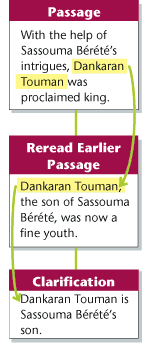 Passage
With the help of
Sassouma Bérété's
intrigues, Dankaran
Touman was
proclaimed king.
Reread Earlier
Passage
Dankaran Touman,
the son of Sassouma
Bérété, was now a
fine youth.
Clarification
Dankaran Touman is
Sassouma Bérété's
son.